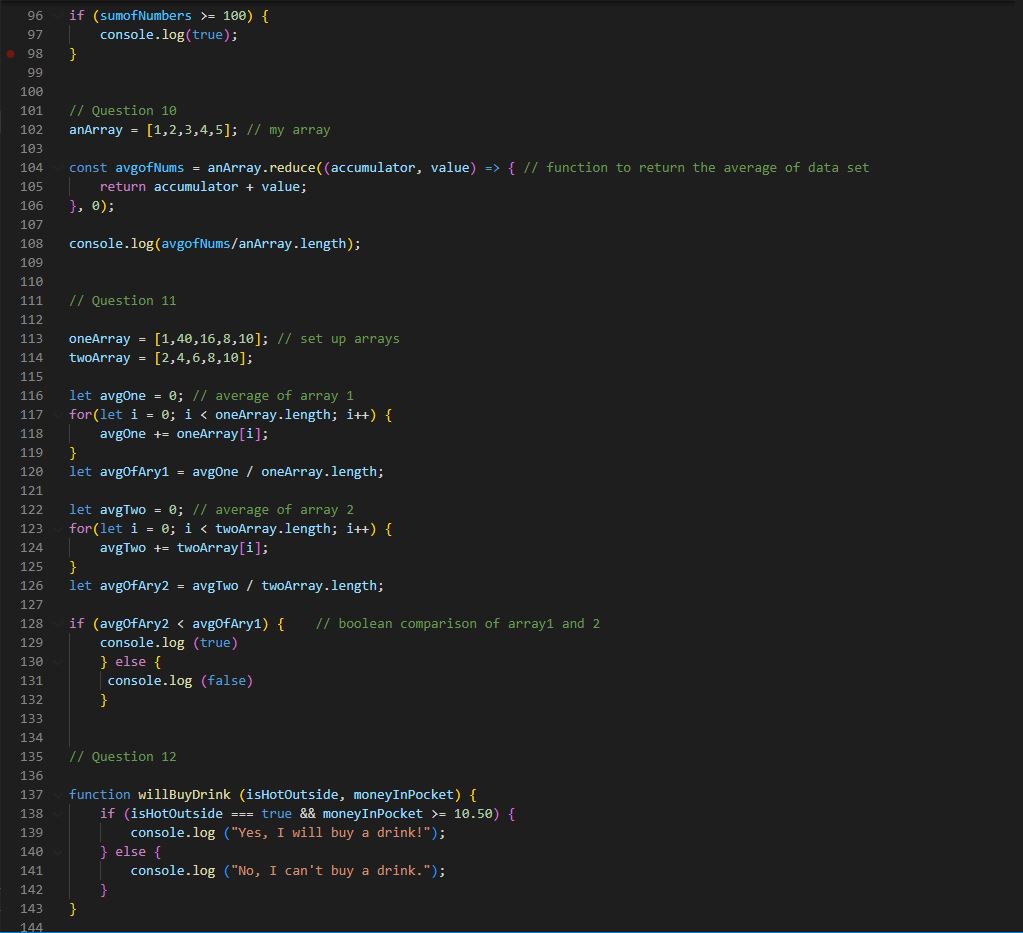 96 if (sumofNumbers >= 100) {
97     console.log(true);
98 }
99
100
101 // Question 10
102 anArray = [1,2,3,4,5]; // my array
103
104 const avgofNums = anArray.reduce((accumulator, value) => { // function to return the average of data set
105     return accumulator + value;
106 }, 0);
107
108 console.log(avgofNums/anArray.length);
109
110
111 // Question 11
112
113 oneArray = [1,40,16,8,10]; // set up arrays
114 twoArray = [2,4,6,8,10];
115
116 let avgOne = 0; // average of array 1
117 for(let i = 0; i < oneArray.length; i++) {
118     avgOne += oneArray[i];
119 }
120 let avgOfAry1 = avgOne / oneArray.length;
121
122 let avgTwo = 0; // average of array 2
123 for(let i = 0; i < twoArray.length; i++) {
124     avgTwo += twoArray[i];
125 }
126 let avgOfAry2 = avgTwo / twoArray.length;
127
128 if (avgOfAry2 < avgOfAry1) {    // boolean comparison of array1 and 2
129     console.log (true)
130     } else {
131      console.log (false)
132     }
133
134
135 // Question 12
136
137 function willBuyDrink (isHotOutside, moneyInPocket) {
138     if (isHotOutside === true && moneyInPocket >= 10.50) {
139         console.log ("Yes, I will buy a drink!");
140     } else {
141         console.log ("No, I can't buy a drink.");
142     }
143 }
144